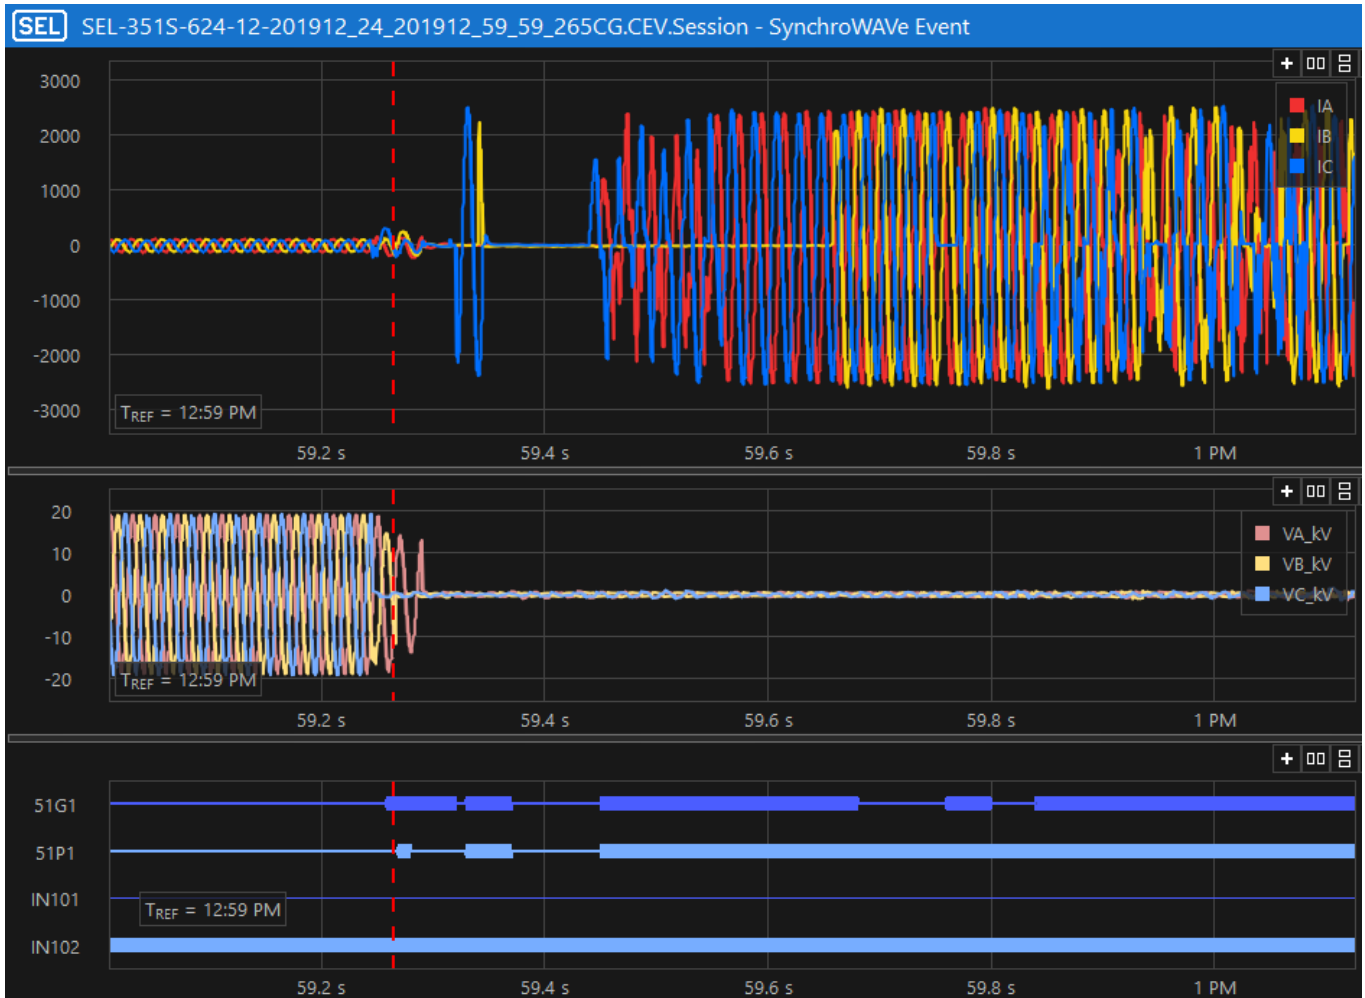 SEL SEL-351S-624-12-201912_24_201912_59_59_265CG.CEV.Session - SynchroWAVe Event
3000
2000
1000
0
-1000
-2000
-3000
IA
IB
IC
TREF = 12:59 PM
59.2 s 59.4 s 59.6 s 59.8 s 1 PM
20
10
0
-10
-20
VA_kV
VB_kV
VC_kV
TREF = 12:59 PM
59.2 s 59.4 s 59.6 s 59.8 s 1 PM
51G1
51P1
IN101
TREF = 12:59 PM
IN102
59.2 s 59.4 s 59.6 s 59.8 s 1 PM